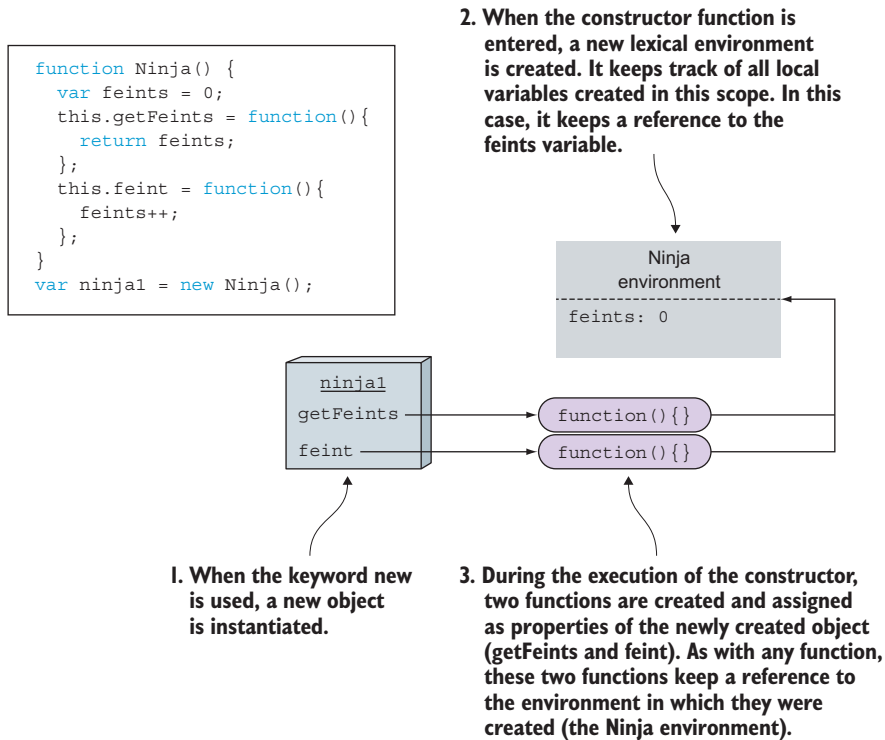 function Ninja() {
var feints = 0;
this.getFeints = function(){
return feints;
};
this.feint = function(){
feints++;
};
}
var ninja1 = new Ninja();
2. When the constructor function is
entered, a new lexical environment
is created. It keeps track of all local
variables created in this scope. In this
case, it keeps a reference to the
feints variable.
Ninja
environment
feints: 0
ninja1
getFeints
feint
function(){}
function(){}
1. When the keyword new
is used, a new object
is instantiated.
3. During the execution of the constructor,
two functions are created and assigned
as properties of the newly created object
(getFeints and feint). As with any function,
these two functions keep a reference to
the environment in which they were
created (the Ninja environment).